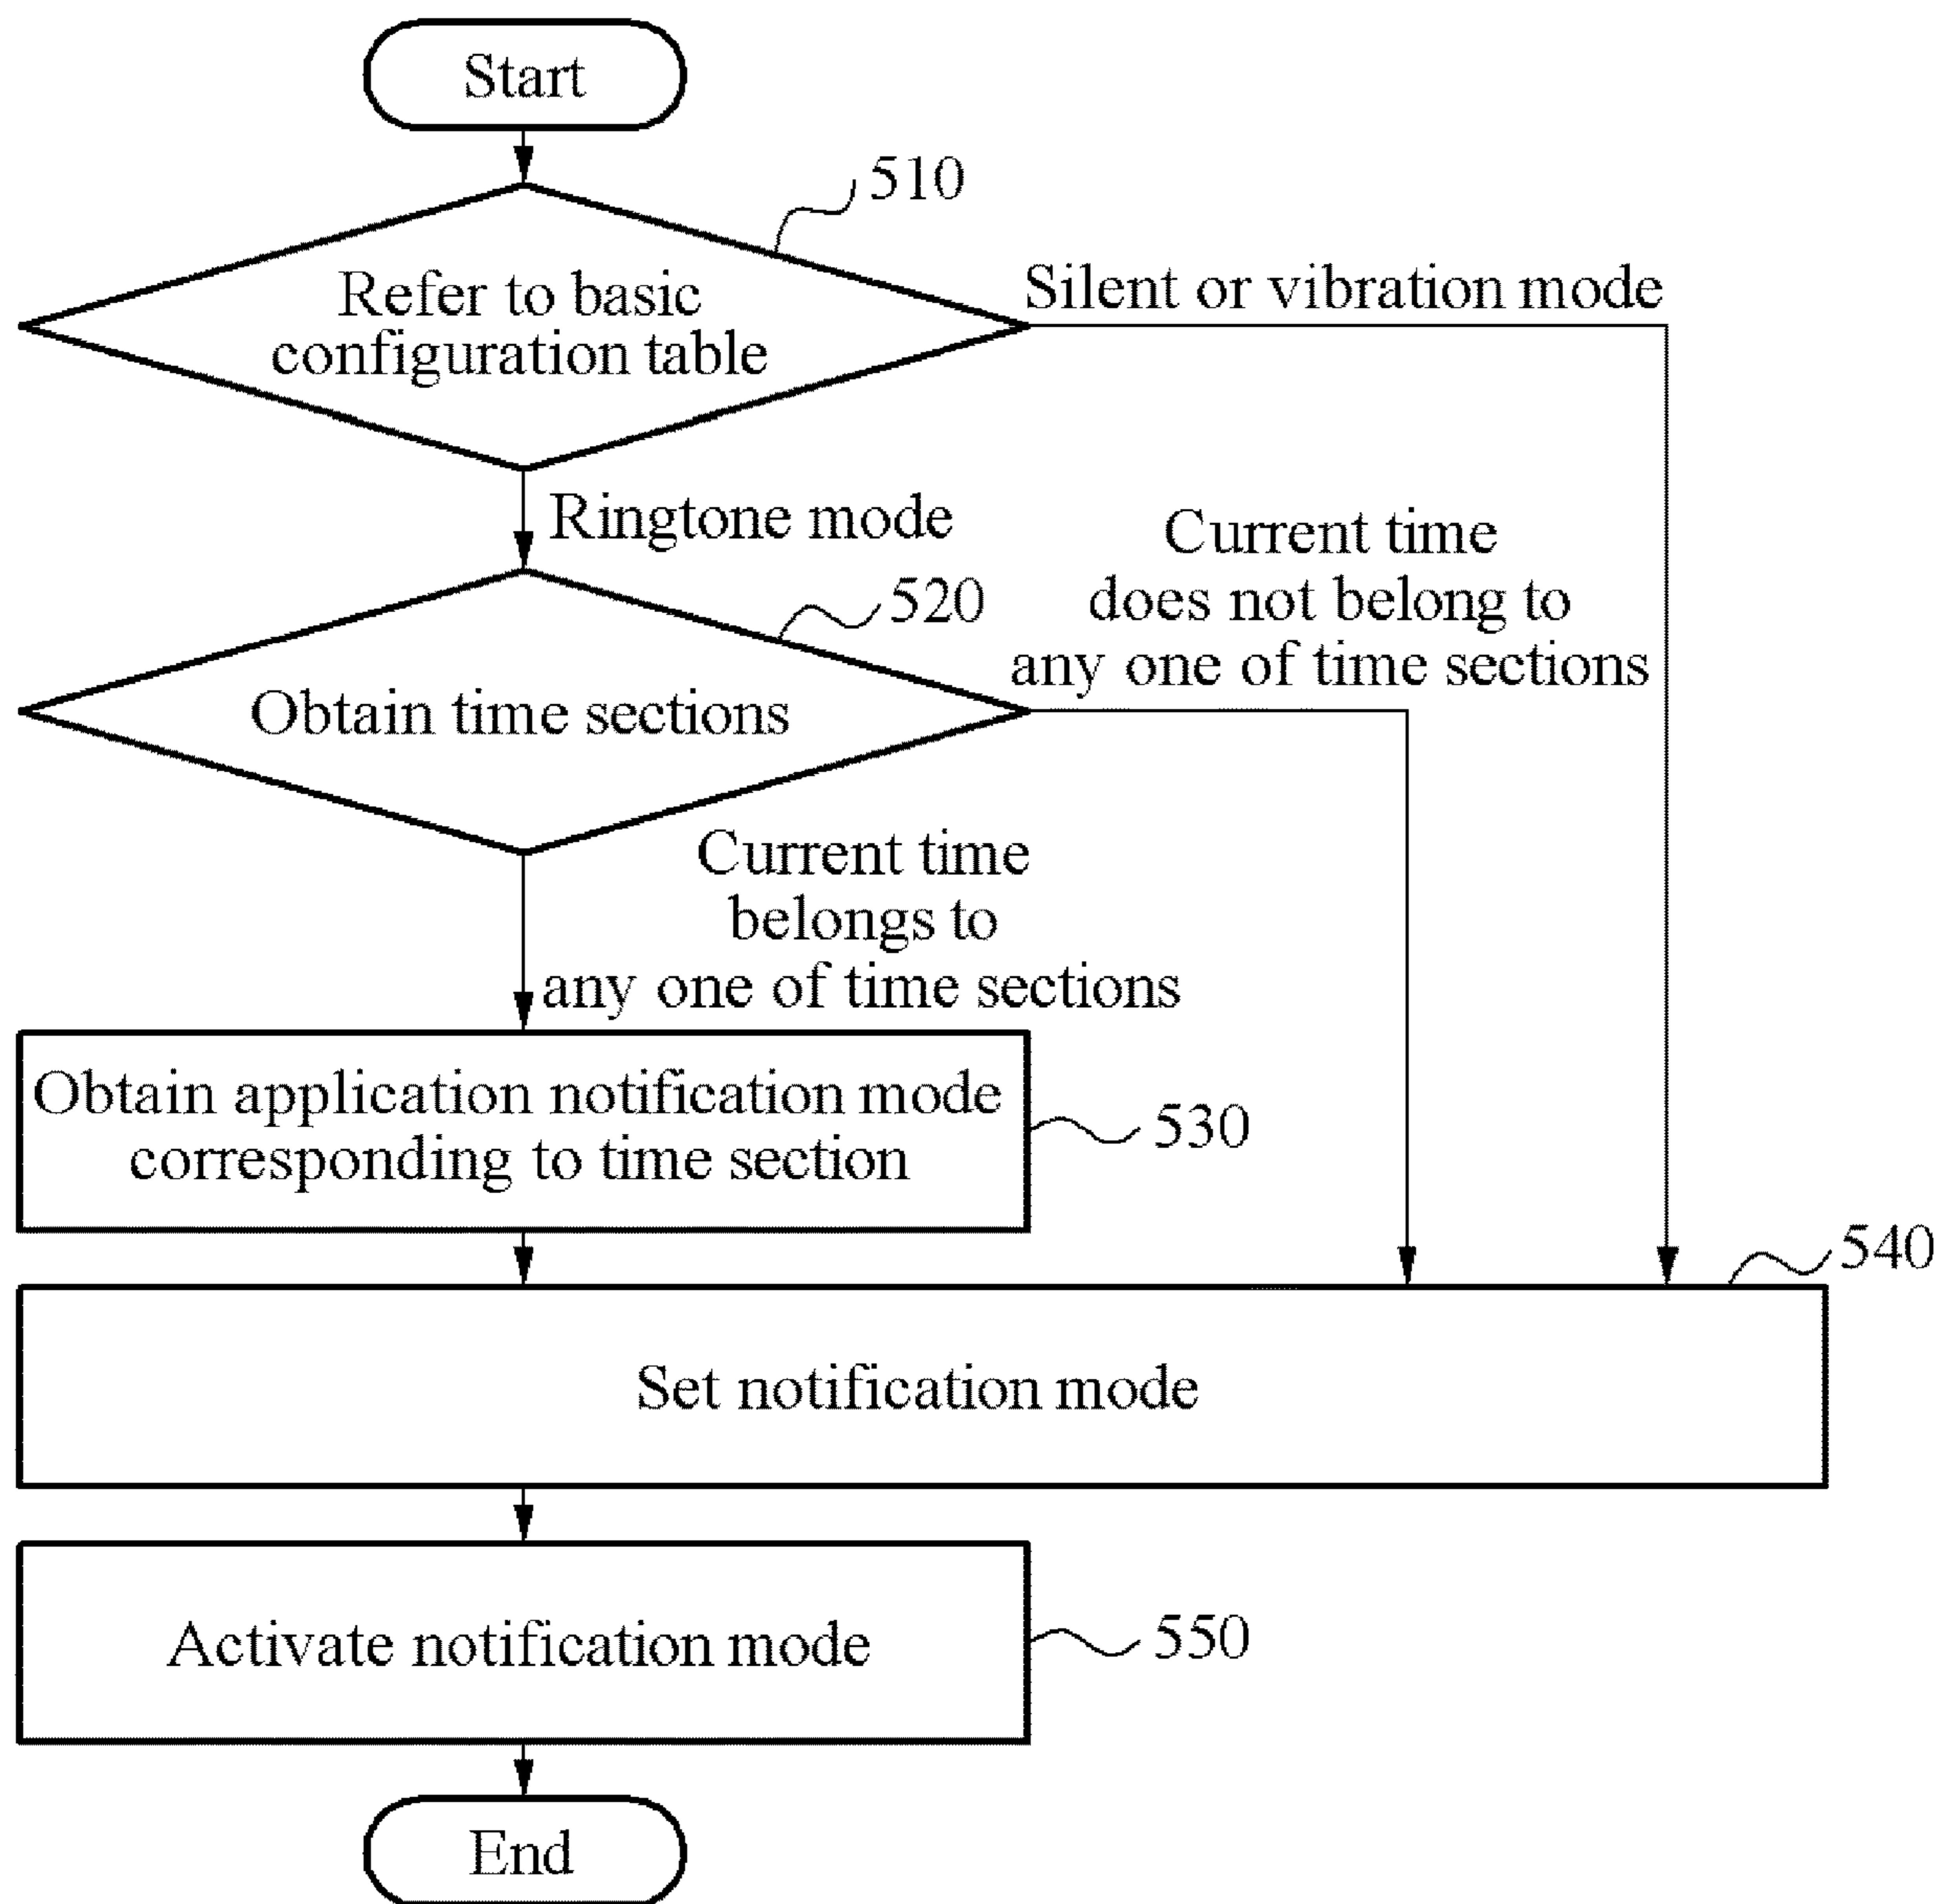 Start
510
Refer to basic
configuration table
Silent or vibration mode
Ringtone mode
520
Obtain time sections
Current time
does not belong to
any one of time sections
Current time
belongs to
any one of time sections
Obtain application notification mode
corresponding to time section
530
540
Set notification mode
Activate notification mode
550
End